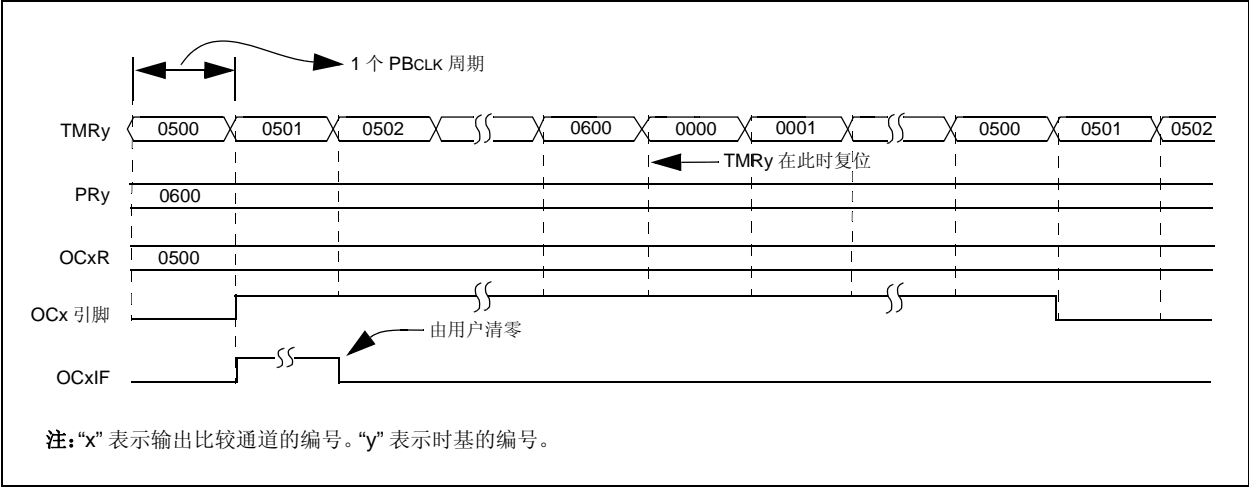 1 个 PBCLK 周期
TMRy 0500 0501 0502 0600 0000 0001 0500 0501 0502
TMRy 在此时复位
PRy 0600
OCxR 0500
OCx 引脚
由用户清零
OCxIF
注:“x” 表示输出比较通道的编号。“y” 表示时基的编号。